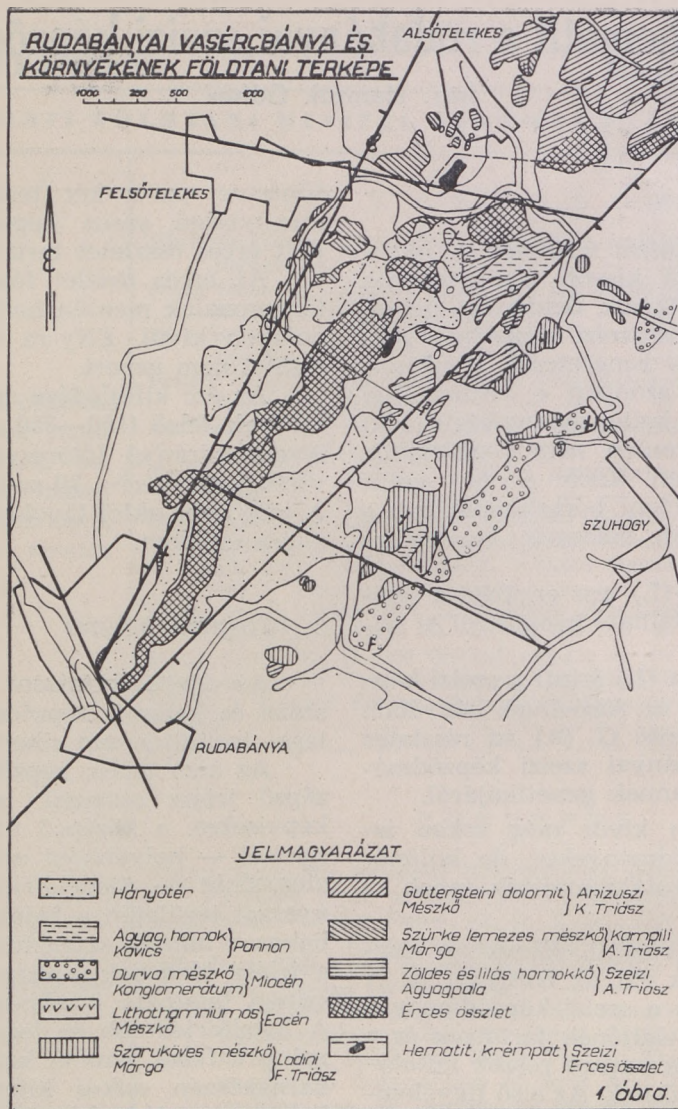 RUDABÁNYAI VASÉRCBÁNYA ÉS
KÖRNYÉKÉNEK FÖLDTANI TÉRKÉPE
1000 250 500 1000
ALSÓTELEKES
FELSŐTELEKES
É
SZUHOGY
RUDABÁNYA
JELMAGYARÁZAT
Hányótér
Agyag, homok
Kavics } Pannon
Durva mészkő
Konglomerátum } Miocén
Lithothamniumos
Mészkő } Eocén
Szaruköves mészkő
Márga } Ladini
F. Triász
Guttensteini dolomit
Mészkő } Anizuszi
K. Triász
Szürke lemezes mészkő
Márga } Kampili
A. Triász
Zöldes és lilás homokkő
Agyagpala } Szeizi
A. Triász
Érces összlet
Hematit, krémpát } Szeizi
Érces összlet
1. ábra.